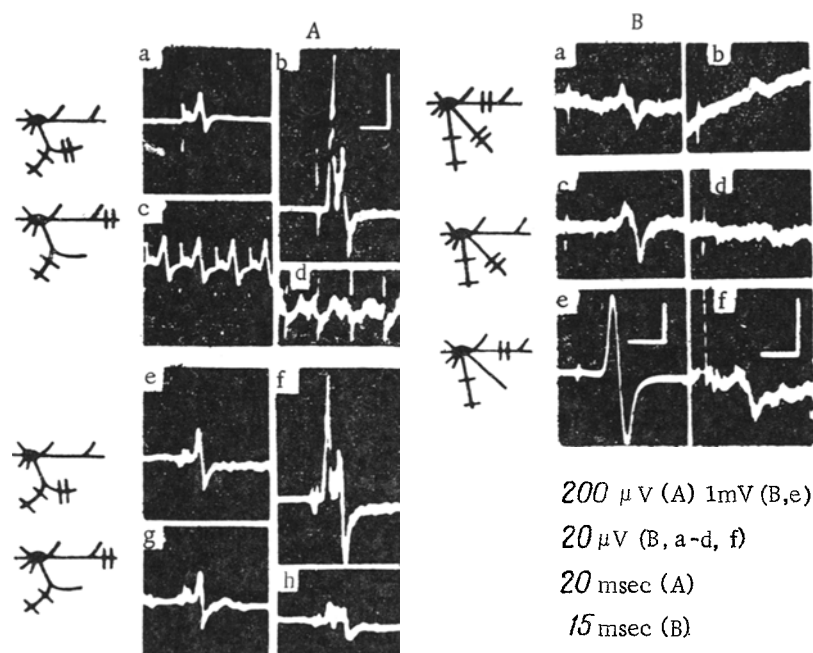 A
B
a
b
c
d
e
f
g
h
a
b
c
d
e
f
200 μV (A) 1mV (B,e)
20 μV (B, a-d, f)
20 msec (A)
15 msec (B)